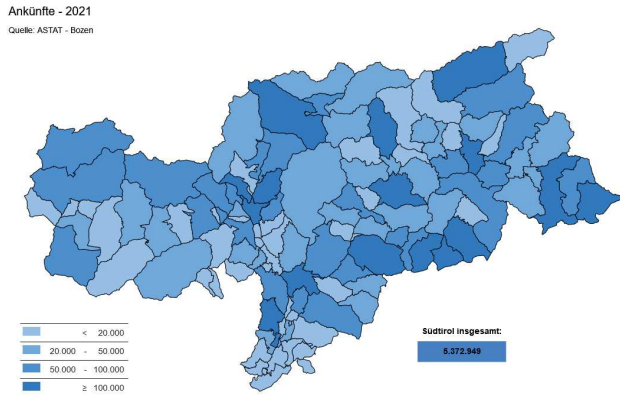 Ankünfte - 2021
Quelle: ASTAT - Bozen
< 20.000
20.000 - 50.000
50.000 - 100.000
≥ 100.000
Südtirol insgesamt:
5.372.949